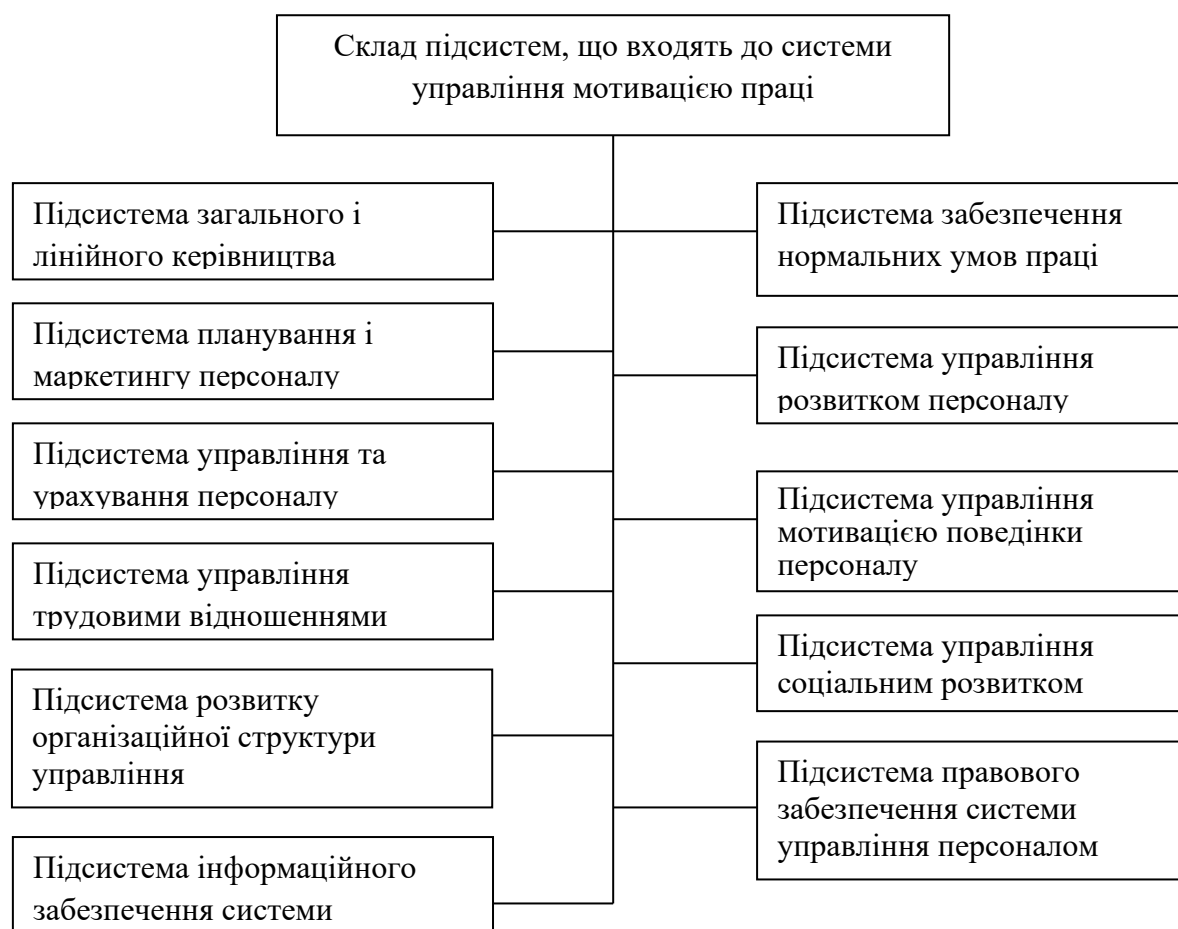 Склад підсистем, що входять до системи
управління мотивацією праці
Підсистема загального і
лінійного керівництва
Підсистема планування і
маркетингу персоналу
Підсистема управління та
урахування персоналу
Підсистема управління
трудовими відношеннями
Підсистема розвитку
організаційної структури
управління
Підсистема інформаційного
забезпечення системи
Підсистема забезпечення
нормальних умов праці
Підсистема управління
розвитком персоналу
Підсистема управління
мотивацією поведінки
персоналу
Підсистема управління
соціальним розвитком
Підсистема правового
забезпечення системи
управління персоналом